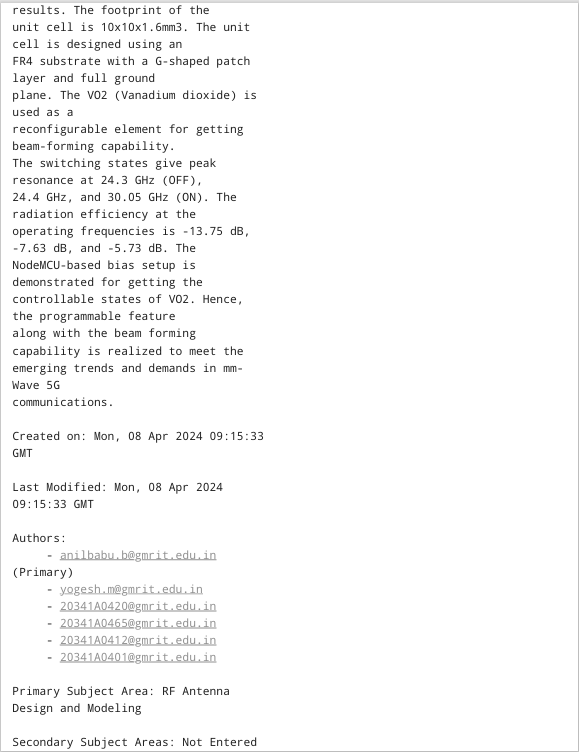 results. The footprint of the
unit cell is 10x10x1.6mm3. The unit
cell is designed using an
FR4 substrate with a G-shaped patch
layer and full ground
plane. The VO2 (Vanadium dioxide) is
used as a
reconfigurable element for getting
beam-forming capability.
The switching states give peak
resonance at 24.3 GHz (OFF),
24.4 GHz, and 30.05 GHz (ON). The
radiation efficiency at the
operating frequencies is -13.75 dB,
-7.63 dB, and -5.73 dB. The
NodeMCU-based bias setup is
demonstrated for getting the
controllable states of VO2. Hence,
the programmable feature
along with the beam forming
capability is realized to meet the
emerging trends and demands in mm-
Wave 5G
communications.
Created on: Mon, 08 Apr 2024 09:15:33
GMT
Last Modified: Mon, 08 Apr 2024
09:15:33 GMT
Authors:
- anilbabu.b@gmrit.edu.in
(Primary)
- yogesh.m@gmrit.edu.in
- 20341A0420@gmrit.edu.in
- 20341A0465@gmrit.edu.in
- 20341A0412@gmrit.edu.in
- 20341A0401@gmrit.edu.in
Primary Subject Area: RF Antenna
Design and Modeling
Secondary Subject Areas: Not Entered